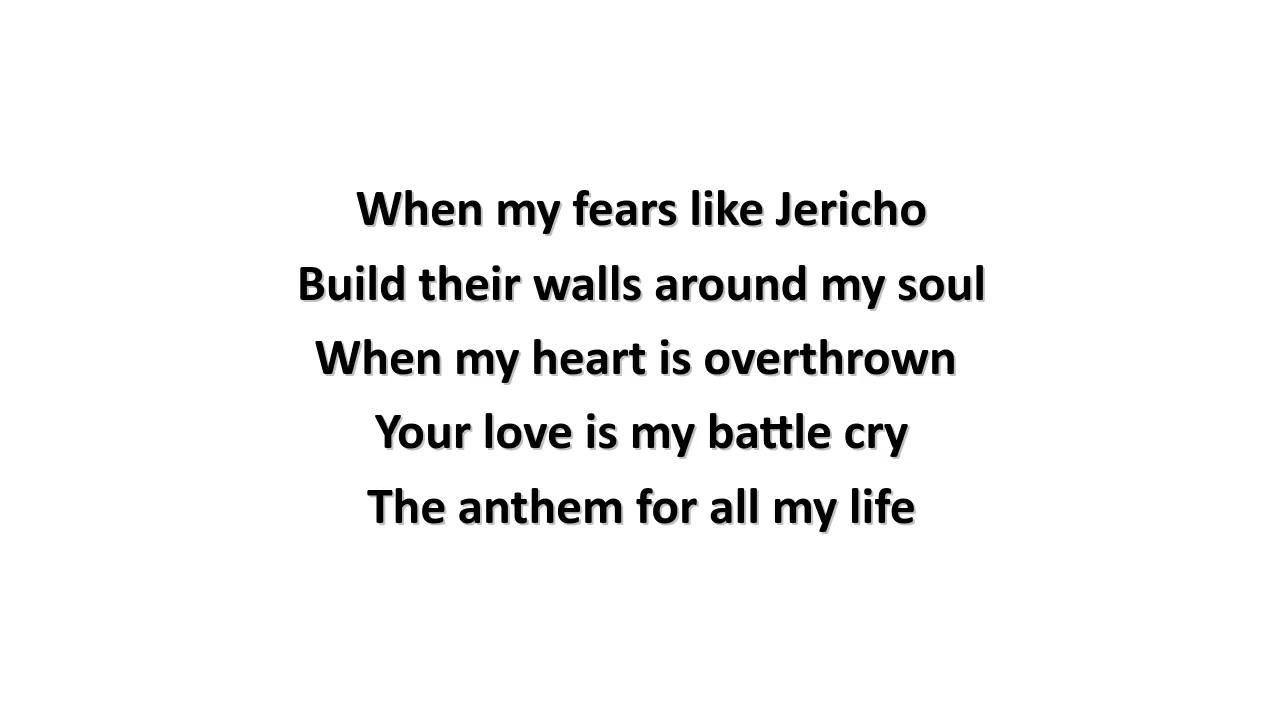 When my fears like Jericho
Build their walls around my soul
When my heart is overthrown
Your love is my battle cry
The anthem for all my life